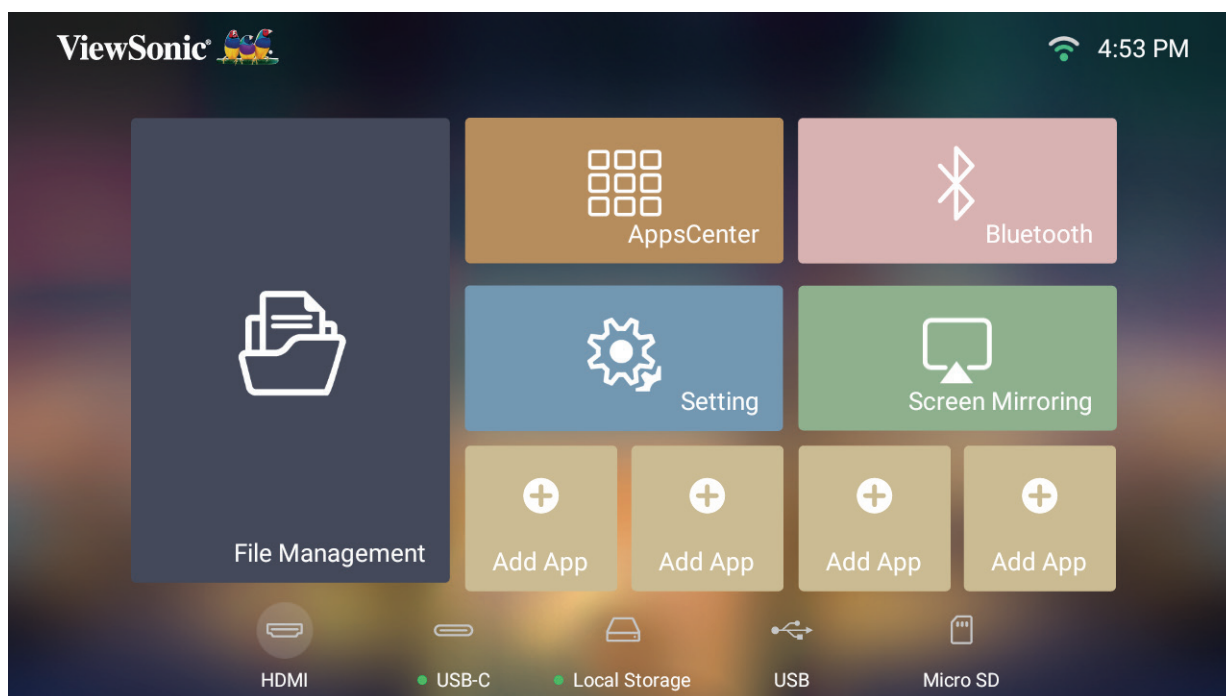 ViewSonic®
4:53 PM
AppsCenter
Bluetooth
Setting
Screen Mirroring
File Management
Add App
Add App
Add App
Add App
HDMI
USB-C
Local Storage
USB
Micro SD